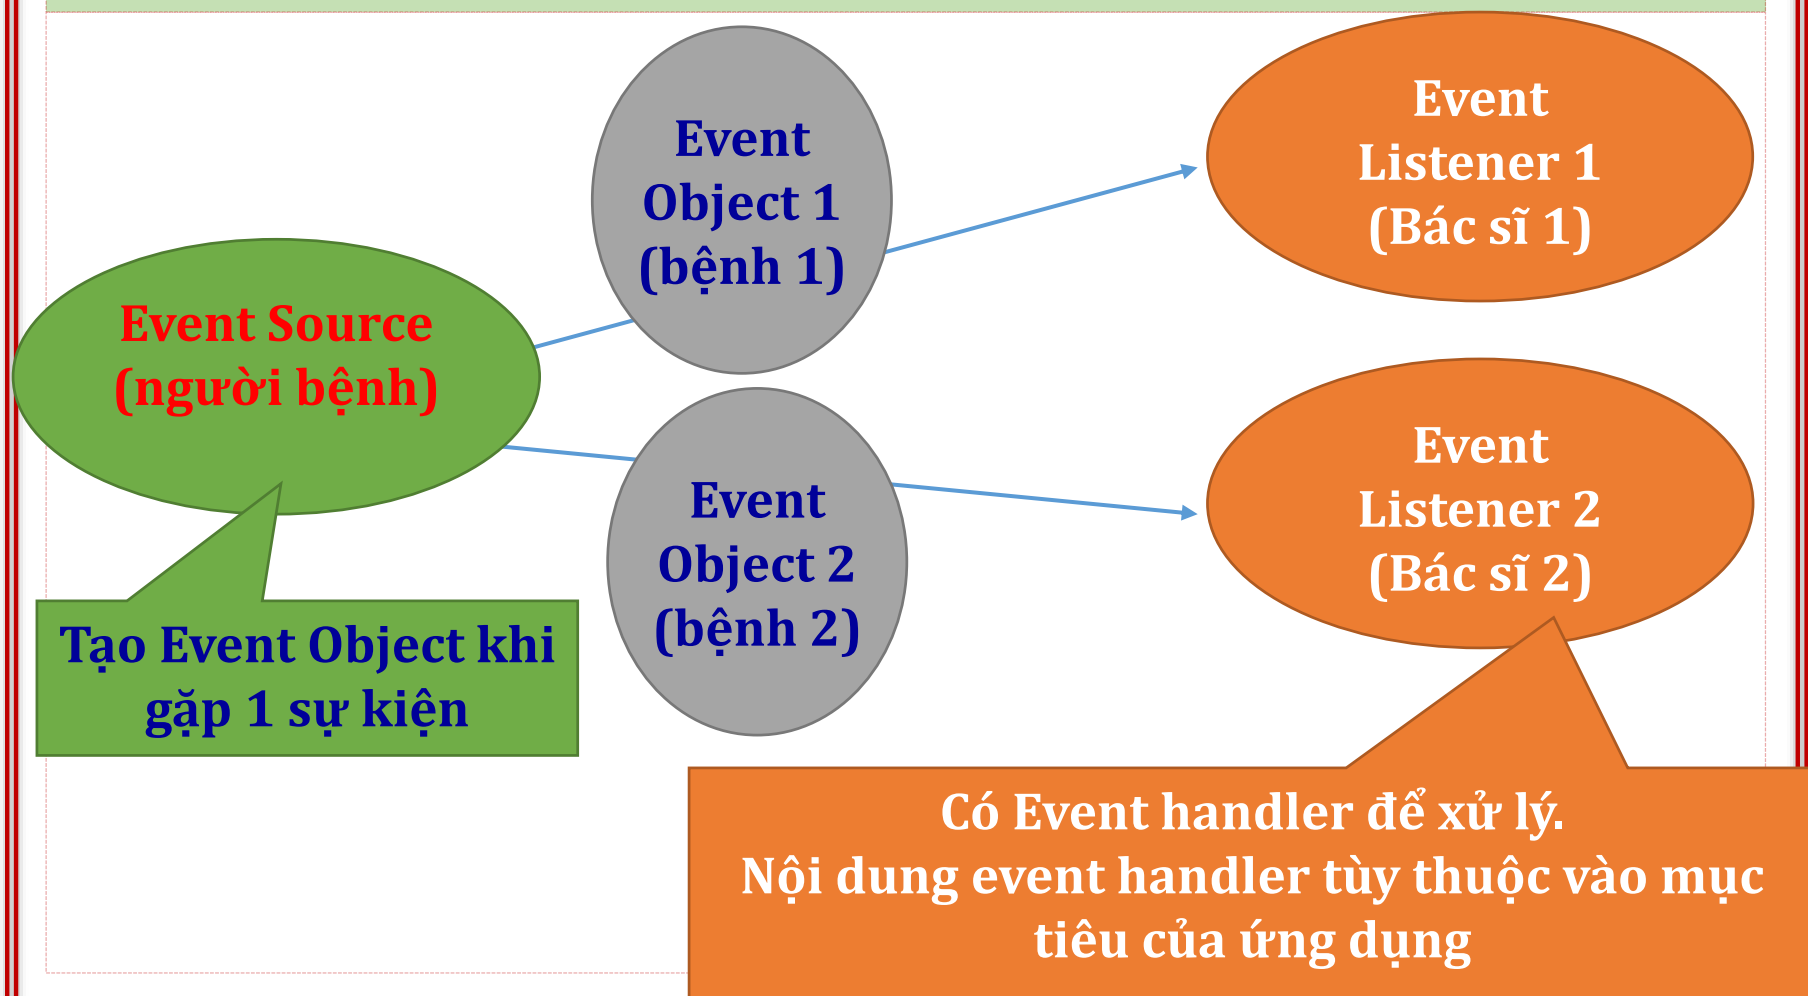 Event
Object 1
(bệnh 1)
Event
Listener 1
(Bác sĩ 1)
Event Source
(người bệnh)
Event
Object 2
(bệnh 2)
Event
Listener 2
(Bác sĩ 2)
Tạo Event Object khi
gặp 1 sự kiện
Có Event handler để xử lý.
Nội dung event handler tùy thuộc vào mục
tiêu của ứng dụng